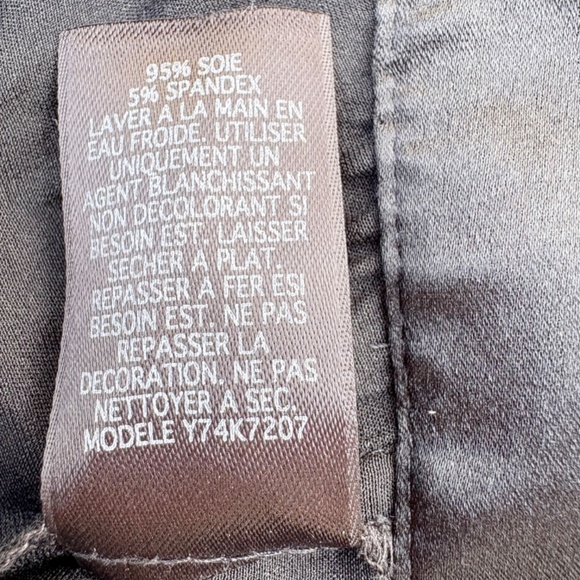 95% SOIE
5% SPANDEX
LAVER A LA MAIN EN
EAU FROIDE. UTILISER
UNIQUEMENT UN
AGENT BLANCHISSANT
NON DECOLORANT SI
BESOIN EST. LAISSER
SECHER A PLAT.
REPASSER A FER ÉSI
BESOIN EST. NE PAS
REPASSER LA
DECORATION. NE PAS
NETTOYER A SEC.
MODELE Y74K7207